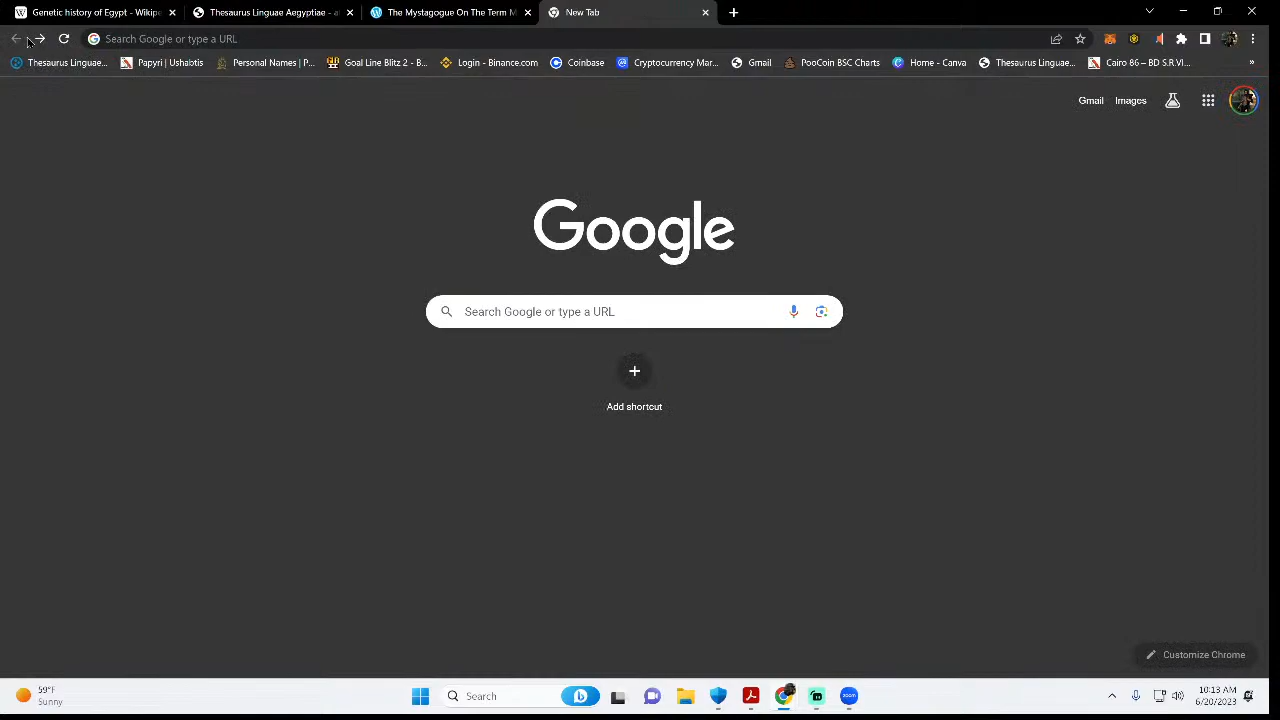 Genetic history of Egypt - Wikipe
Thesaurus Linguae Aegyptiae - a
The Mystagogue On The Term M
New Tab
Search Google or type a URL
Thesaurus Linguae...
Papyri | Ushabtis
Personal Names | P...
Goal Line Blitz 2 - B...
Login - Binance.com
Coinbase
Cryptocurrency Mar...
Gmail
PooCoin BSC Charts
Home - Canva
Thesaurus Linguae...
Cairo 86 – BD S.R.VI...
»
Gmail
Images
Google
Search Google or type a URL
Add shortcut
Customize Chrome
59°F
Sunny
Search
zoom
10:13 AM
6/20/2023